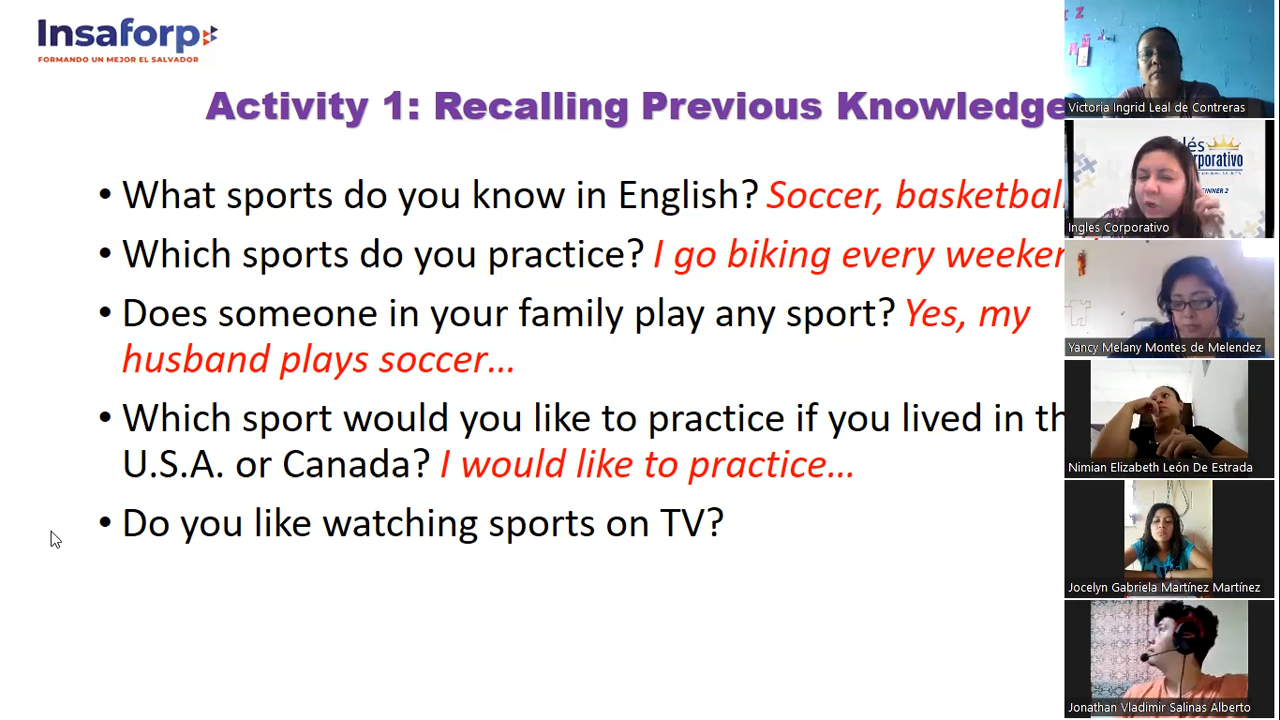 Insaforp
FORMANDO UN MEJOR EL SALVADOR
Activity 1: Recalling Previous Knowledge
• What sports do you know in English? Soccer, basketbal
• Which sports do you practice? I go biking every weeken
• Does someone in your family play any sport? Yes, my
husband plays soccer…
• Which sport would you like to practice if you lived in th
U.S.A. or Canada? I would like to practice…
• Do you like watching sports on TV?
Victoria Ingrid Leal de Contreras
Ingles Corporativo
Yancy Melany Montes de Melendez
Nimian Elizabeth León De Estrada
Jocelyn Gabriela Martínez Martínez
Jonathan Vladimir Salinas Alberto